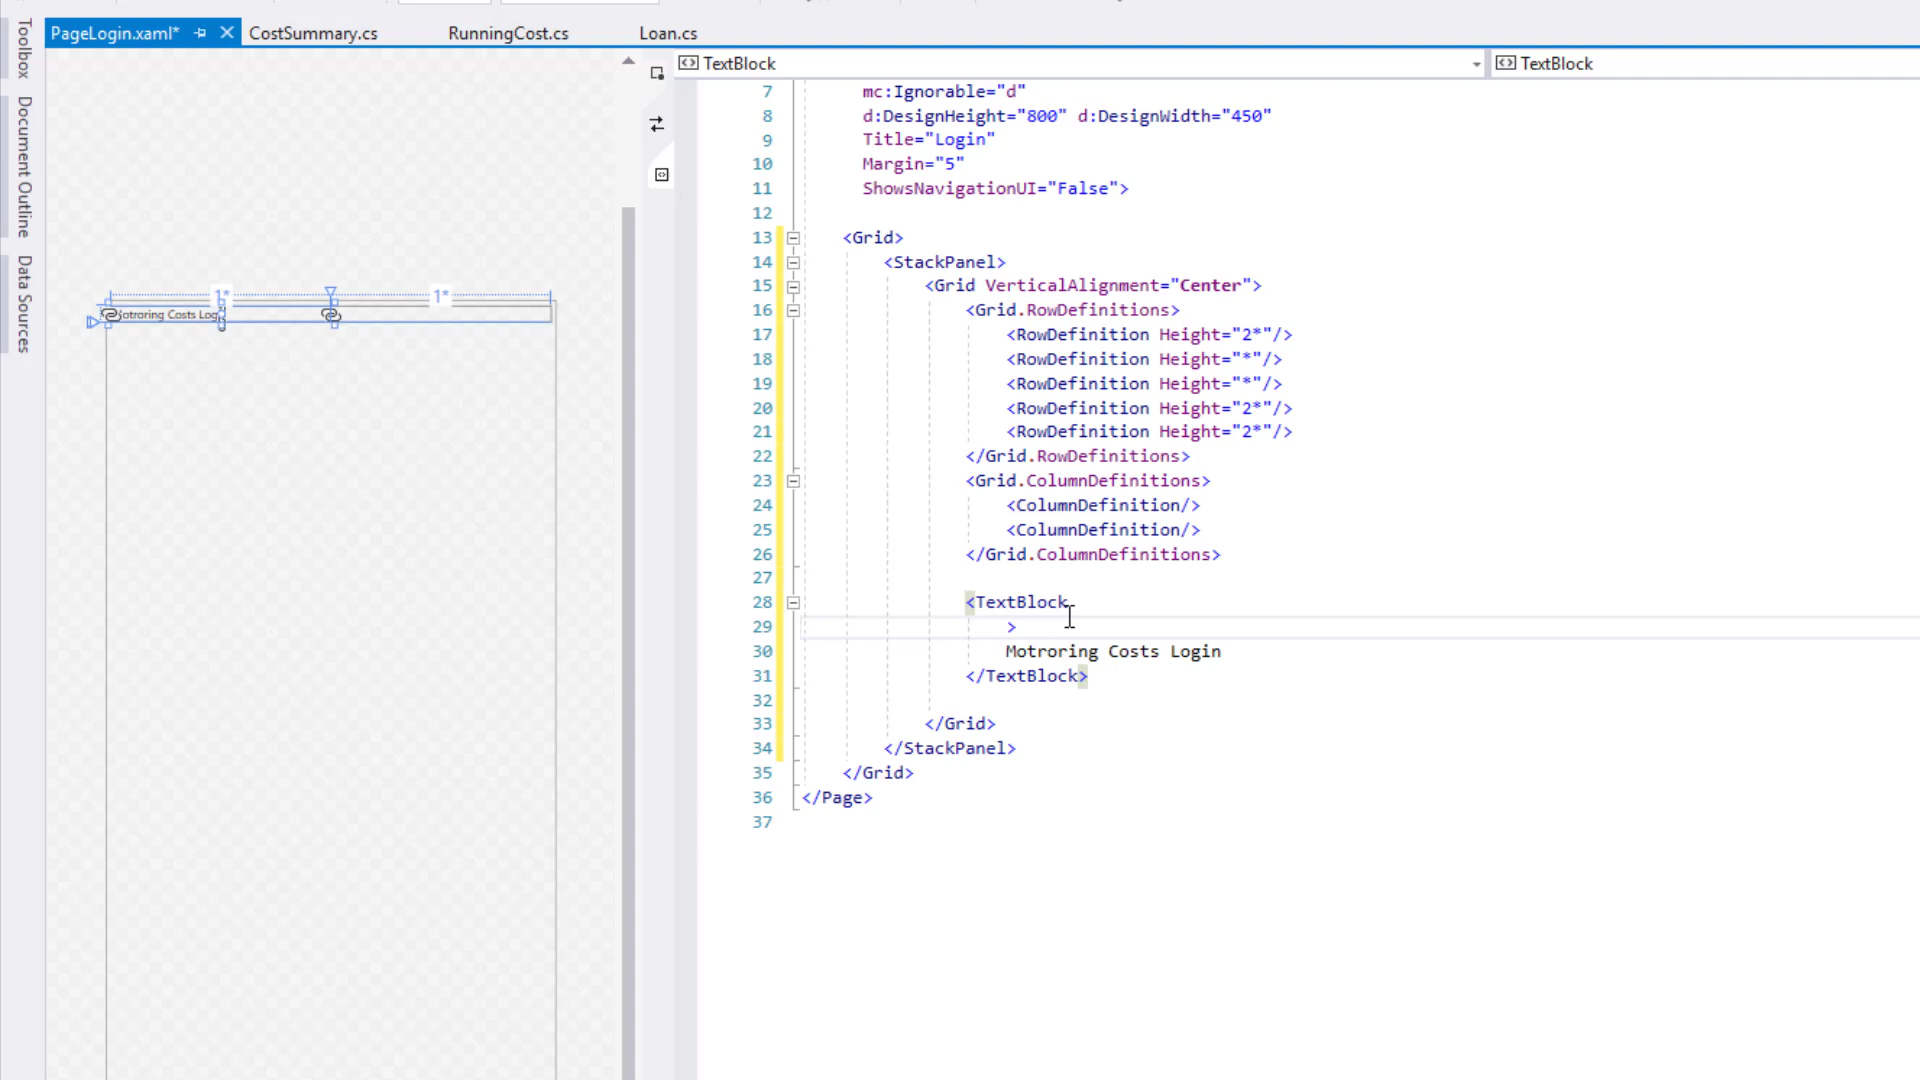 PageLogin.xaml*
CostSummary.cs
RunningCost.cs
Loan.cs
Toolbox
Document Outline
Data Sources
TextBlock
TextBlock
1*
1*
Motroring Costs Log
7 mc:Ignorable="d"
8 d:DesignHeight="800" d:DesignWidth="450"
9 Title="Login"
10 Margin="5"
11 ShowsNavigationUI="False">
12
13 <Grid>
14 <StackPanel>
15 <Grid VerticalAlignment="Center">
16 <Grid.RowDefinitions>
17 <RowDefinition Height="2*"/>
18 <RowDefinition Height="*"/>
19 <RowDefinition Height="*"/>
20 <RowDefinition Height="2*"/>
21 <RowDefinition Height="2*"/>
22 </Grid.RowDefinitions>
23 <Grid.ColumnDefinitions>
24 <ColumnDefinition/>
25 <ColumnDefinition/>
26 </Grid.ColumnDefinitions>
27
28 <TextBlock
29 >
30 Motroring Costs Login
31 </TextBlock>
32
33 </Grid>
34 </StackPanel>
35 </Grid>
36 </Page>
37